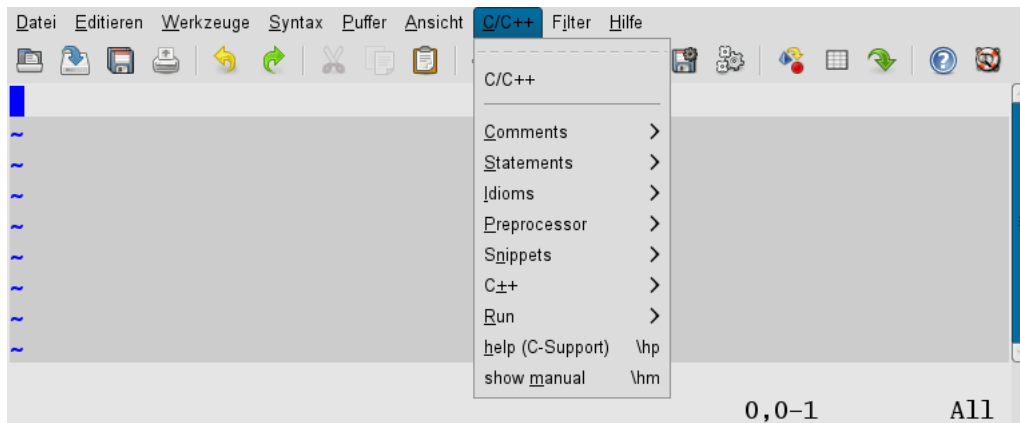 Datei Editieren Werkzeuge Syntax Puffer Ansicht C/C++ Filter Hilfe
C/C++
Comments
Statements
Idioms
Preprocessor
Snippets
C++
Run
help (C-Support) \hp
show manual \hm
~
~
~
~
~
~
~
~
0,0-1 All